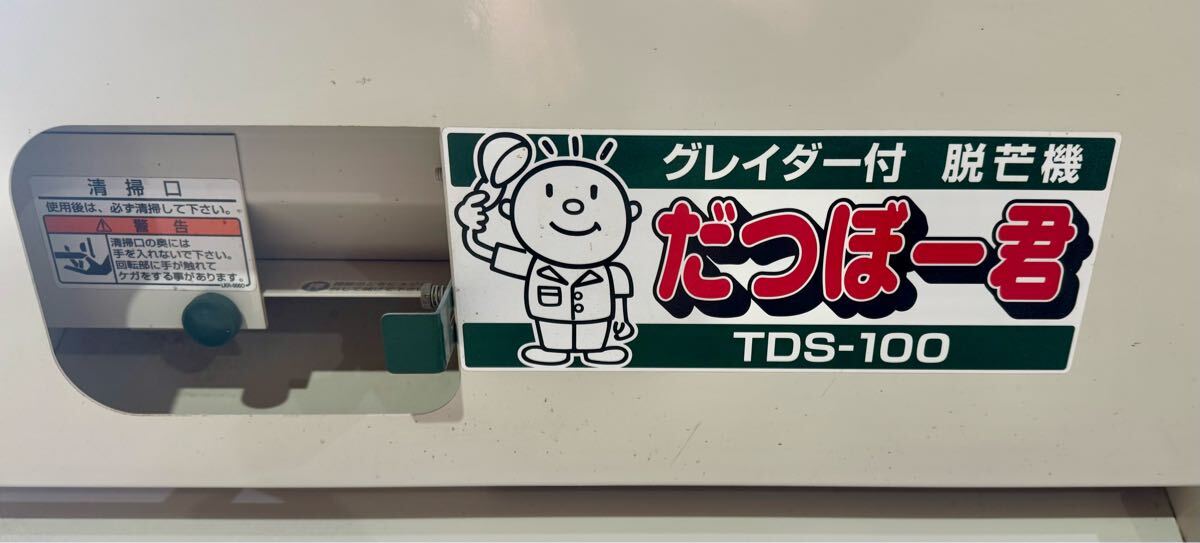 清掃口
使用後は、必ず清掃して下さい。
警告
清掃口の奥には
手を入れないで下さい。
回転部に手が触れて
ケガをする事があります。
グレイダー付 脱芒機
だつぼー君
TDS-100